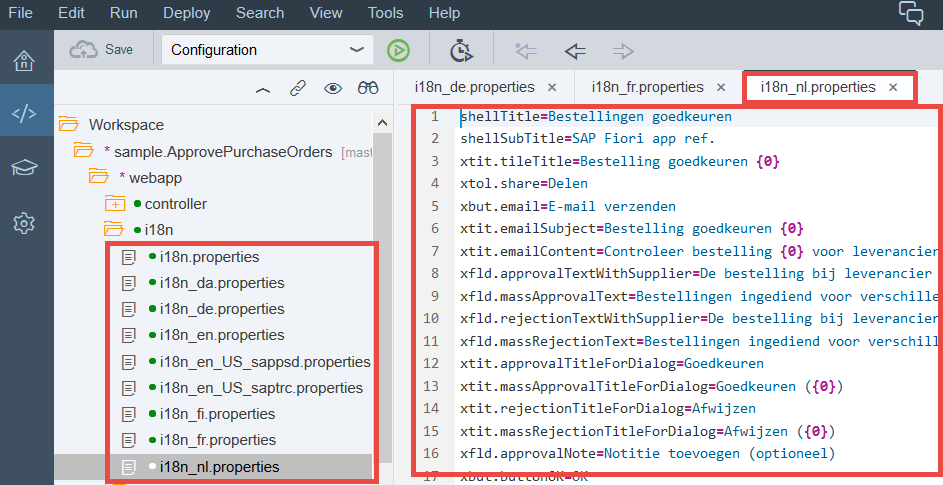 File Edit Run Deploy Search View Tools Help
Save Configuration
i18n_de.properties × i18n_fr.properties × i18n_nl.properties ×
Workspace
* sample.ApprovePurchaseOrders [mast
* webapp
controller
i18n
i18n.properties
i18n_da.properties
i18n_de.properties
i18n_en.properties
i18n_en_US_sappsd.properties
i18n_en_US_saptrc.properties
i18n_fi.properties
i18n_fr.properties
i18n_nl.properties
1 shellTitle=Bestellingen goedkeuren
2 shellSubTitle=SAP Fiori app ref.
3 xtit.tileTitle=Bestelling goedkeuren {0}
4 xtol.share=Delen
5 xbut.email=E-mail verzenden
6 xtit.emailSubject=Bestelling goedkeuren {0}
7 xtit.emailContent=Controleer bestelling {0} voor leverancier
8 xfld.approvalTextWithSupplier=De bestelling bij leverancier
9 xfld.massApprovalText=Bestellingen ingediend voor verschille
10 xfld.rejectionTextWithSupplier=De bestelling bij leverancier
11 xfld.massRejectionText=Bestellingen ingediend voor verschill
12 xtit.approvalTitleForDialog=Goedkeuren
13 xtit.massApprovalTitleForDialog=Goedkeuren ({0})
14 xtit.rejectionTitleForDialog=Afwijzen
15 xtit.massRejectionTitleForDialog=Afwijzen ({0})
16 xfld.approvalNote=Notitie toevoegen (optioneel)
17 xbut.buttonOK=OK